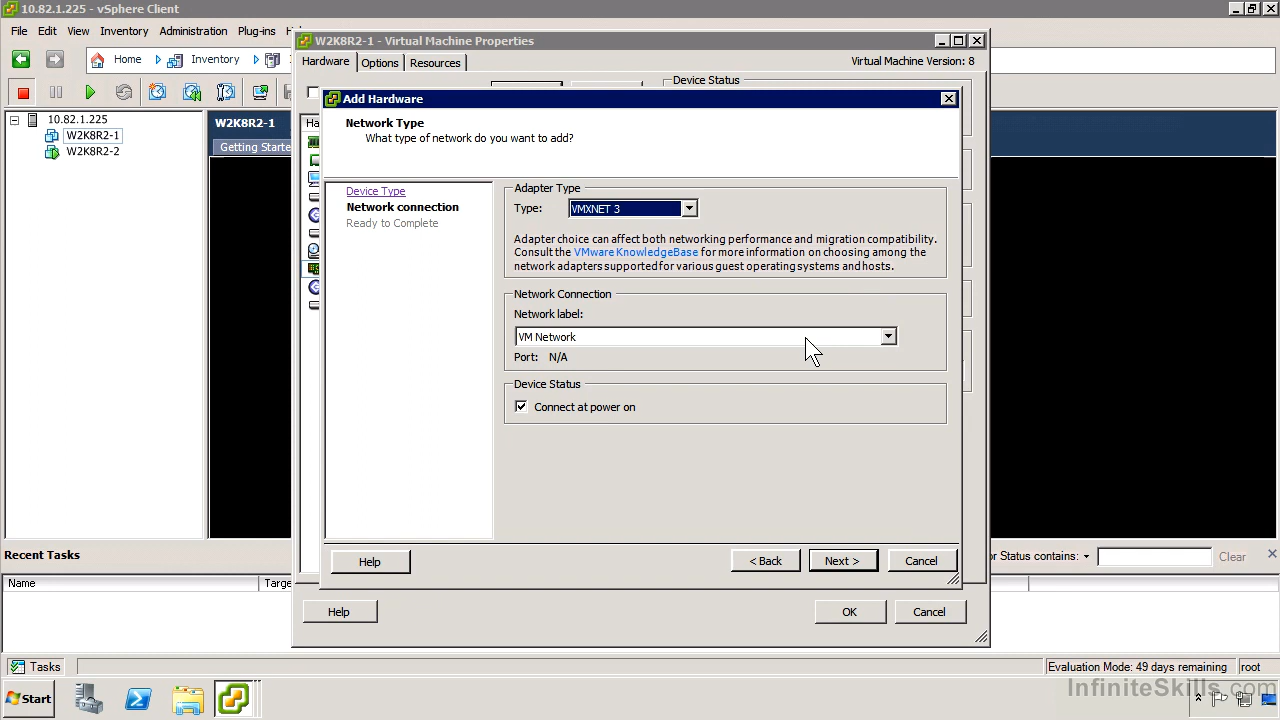 10.82.1.225 - vSphere Client
File Edit View Inventory Administration Plug-ins
W2K8R2-1 - Virtual Machine Properties
Hardware Options Resources
Virtual Machine Version: 8
Home Inventory
Device Status
Add Hardware
Network Type
What type of network do you want to add?
10.82.1.225
W2K8R2-1
W2K8R2-2
W2K8R2-1
Getting Starte
Device Type
Network connection
Ready to Complete
Adapter Type
Type: VMXNET 3
Adapter choice can affect both networking performance and migration compatibility.
Consult the VMware KnowledgeBase for more information on choosing among the
network adapters supported for various guest operating systems and hosts.
Network Connection
Network label:
VM Network
Port: N/A
Device Status
Connect at power on
Help < Back Next > Cancel
Recent Tasks
or Status contains: Clear
Name Targe
Help OK Cancel
Tasks
Evaluation Mode: 49 days remaining root
Start
InfiniteSkills.com